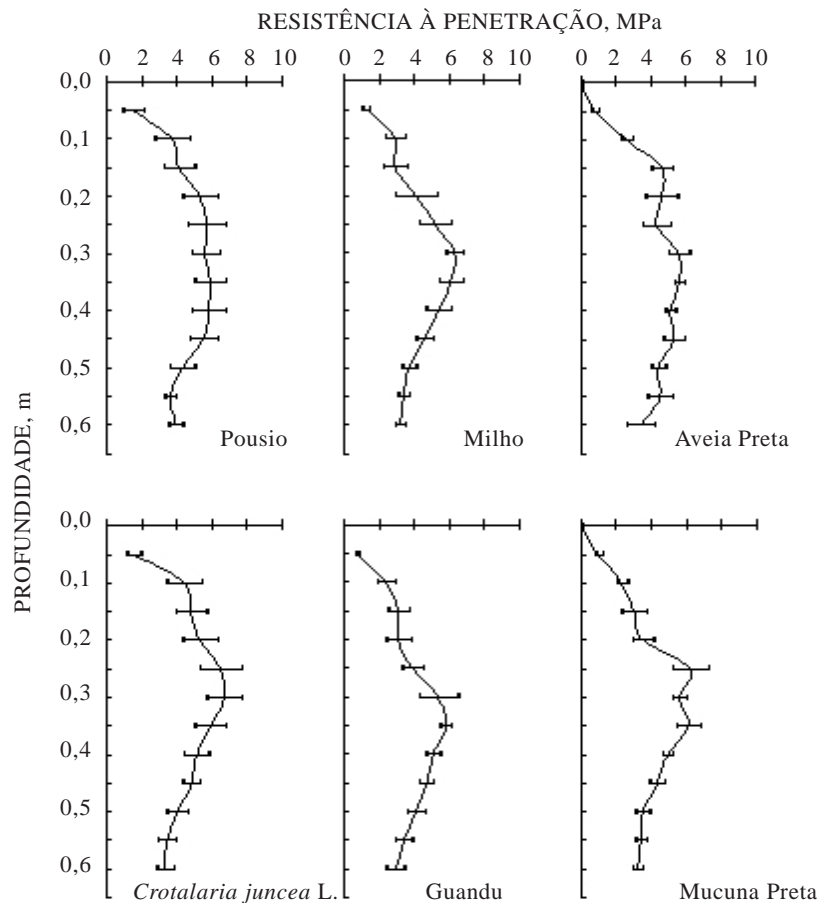 RESISTÊNCIA À PENETRAÇÃO, MPa
0 2 4 6 8 10 0 2 4 6 8 10 0 2 4 6 8 10
PROFUNDIDADE, m
0,0
0,1
0,2
0,3
0,4
0,5
0,6
Pousio Milho Aveia Preta
0.0
0,1
0,2
0,3
0,4
0,5
0,6
Crotalaria juncea L. Guandu Mucuna Preta